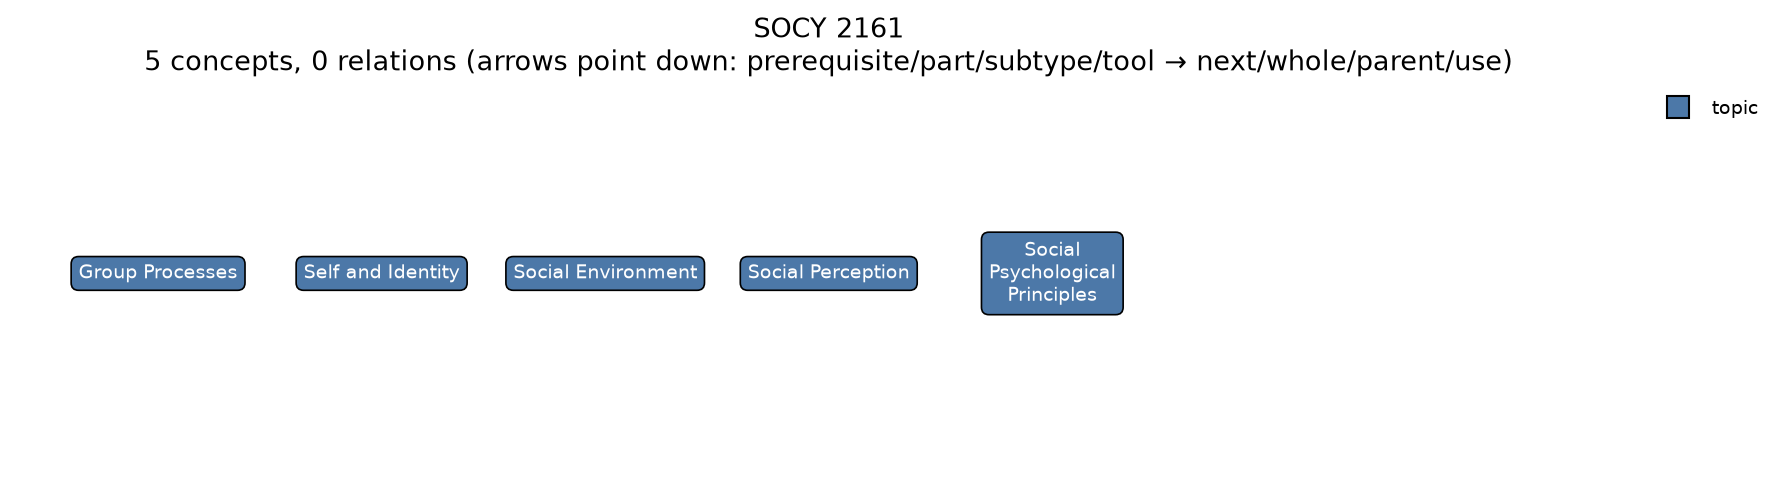 SOCY 2161
5 concepts, 0 relations (arrows point down: prerequisite/part/subtype/tool → next/whole/parent/use)
topic
Group Processes
Self and Identity
Social Environment
Social Perception
Social
Psychological
Principles